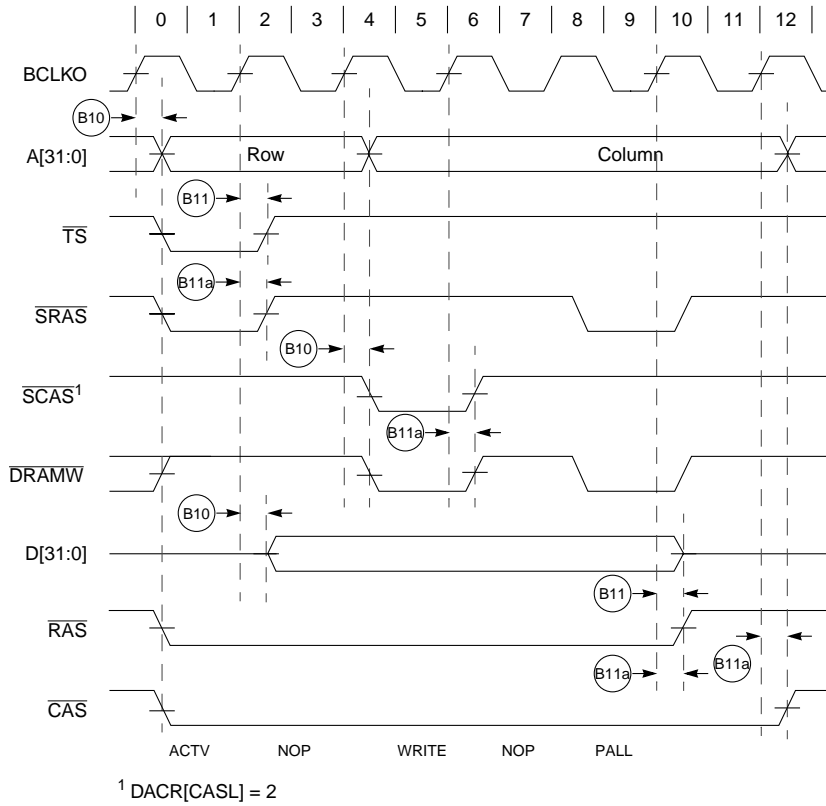 0 1 2 3 4 5 6 7 8 9 10 11 12
BCLKO
B10
A[31:0] Row Column
B11
TS
B11a
SRAS
B10
SCAS1
B11a
DRAMW
B10
D[31:0]
B11
RAS
B11a B11a
CAS
ACTV NOP WRITE NOP PALL
1 DACR[CASL] = 2